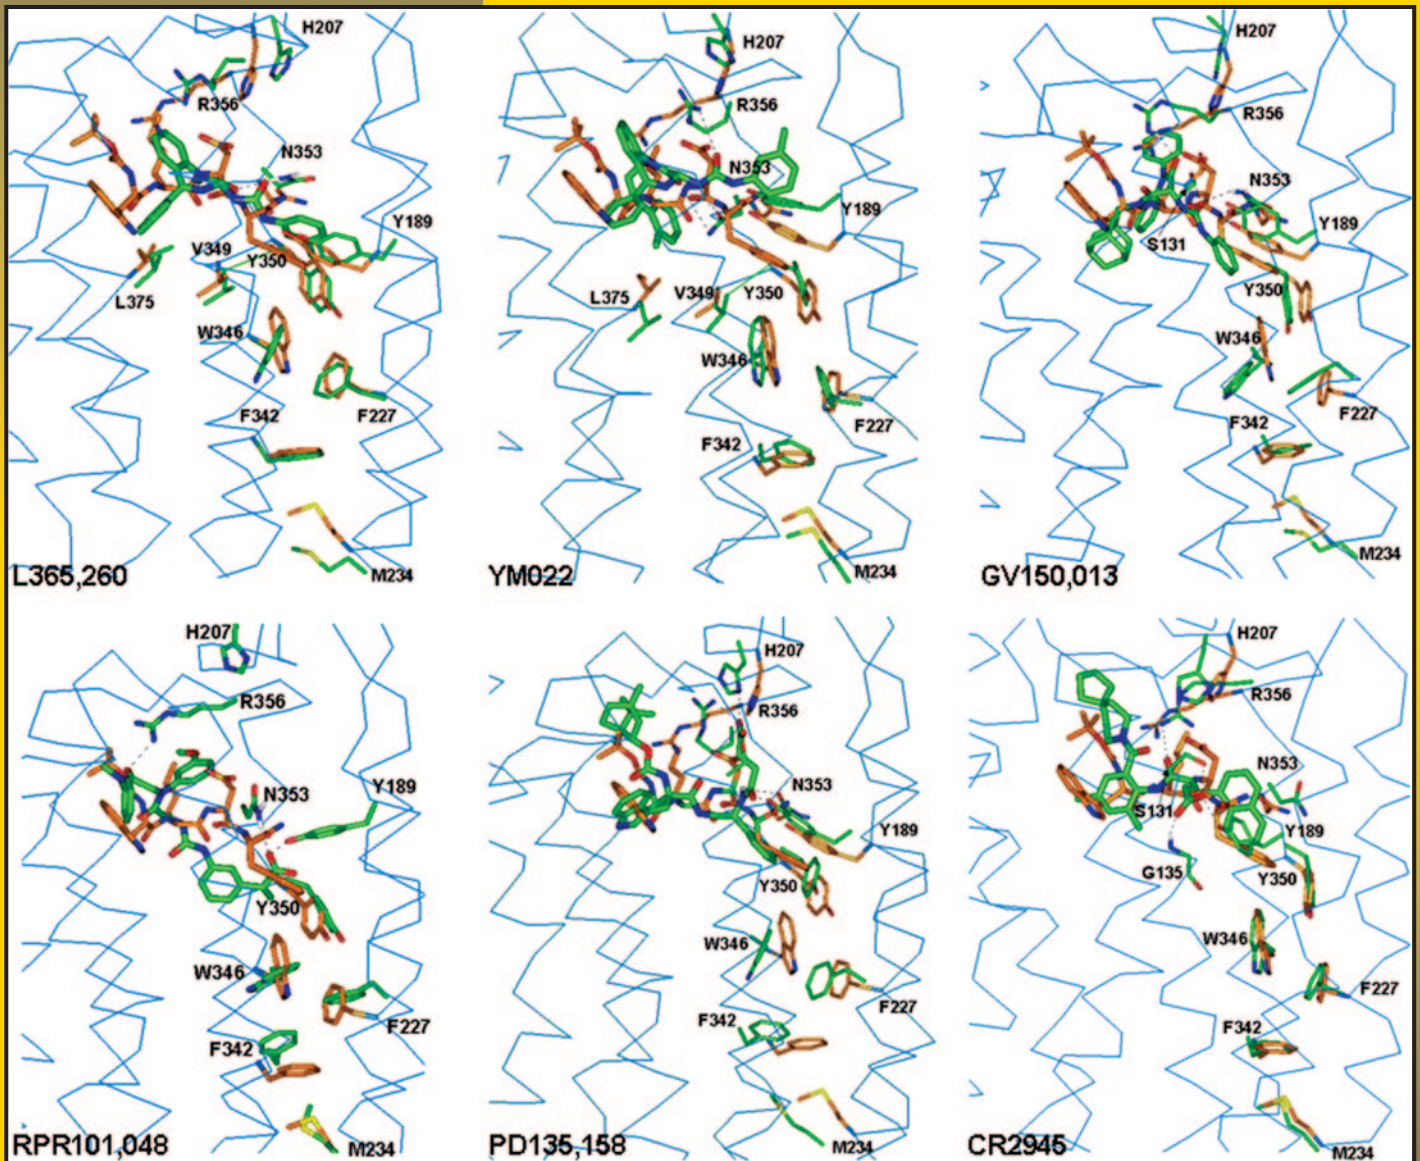 H207
R356
N353
Y189
V349
Y350
L375
W346
F342
F227
M234
L365,260
H207
R356
N353
Y189
L375
V349
Y350
W346
F227
F342
M234
YM022
H207
R356
N353
S131
Y189
Y350
W346
F227
F342
M234
GV150,013
H207
R356
N353
Y189
Y350
W346
F227
F342
M234
RPR101,048
H207
R356
N353
Y189
Y350
W346
F227
F342
M234
PD135,158
H207
R356
N353
S131
Y189
G135
Y350
W346
F227
F342
M234
CR2945